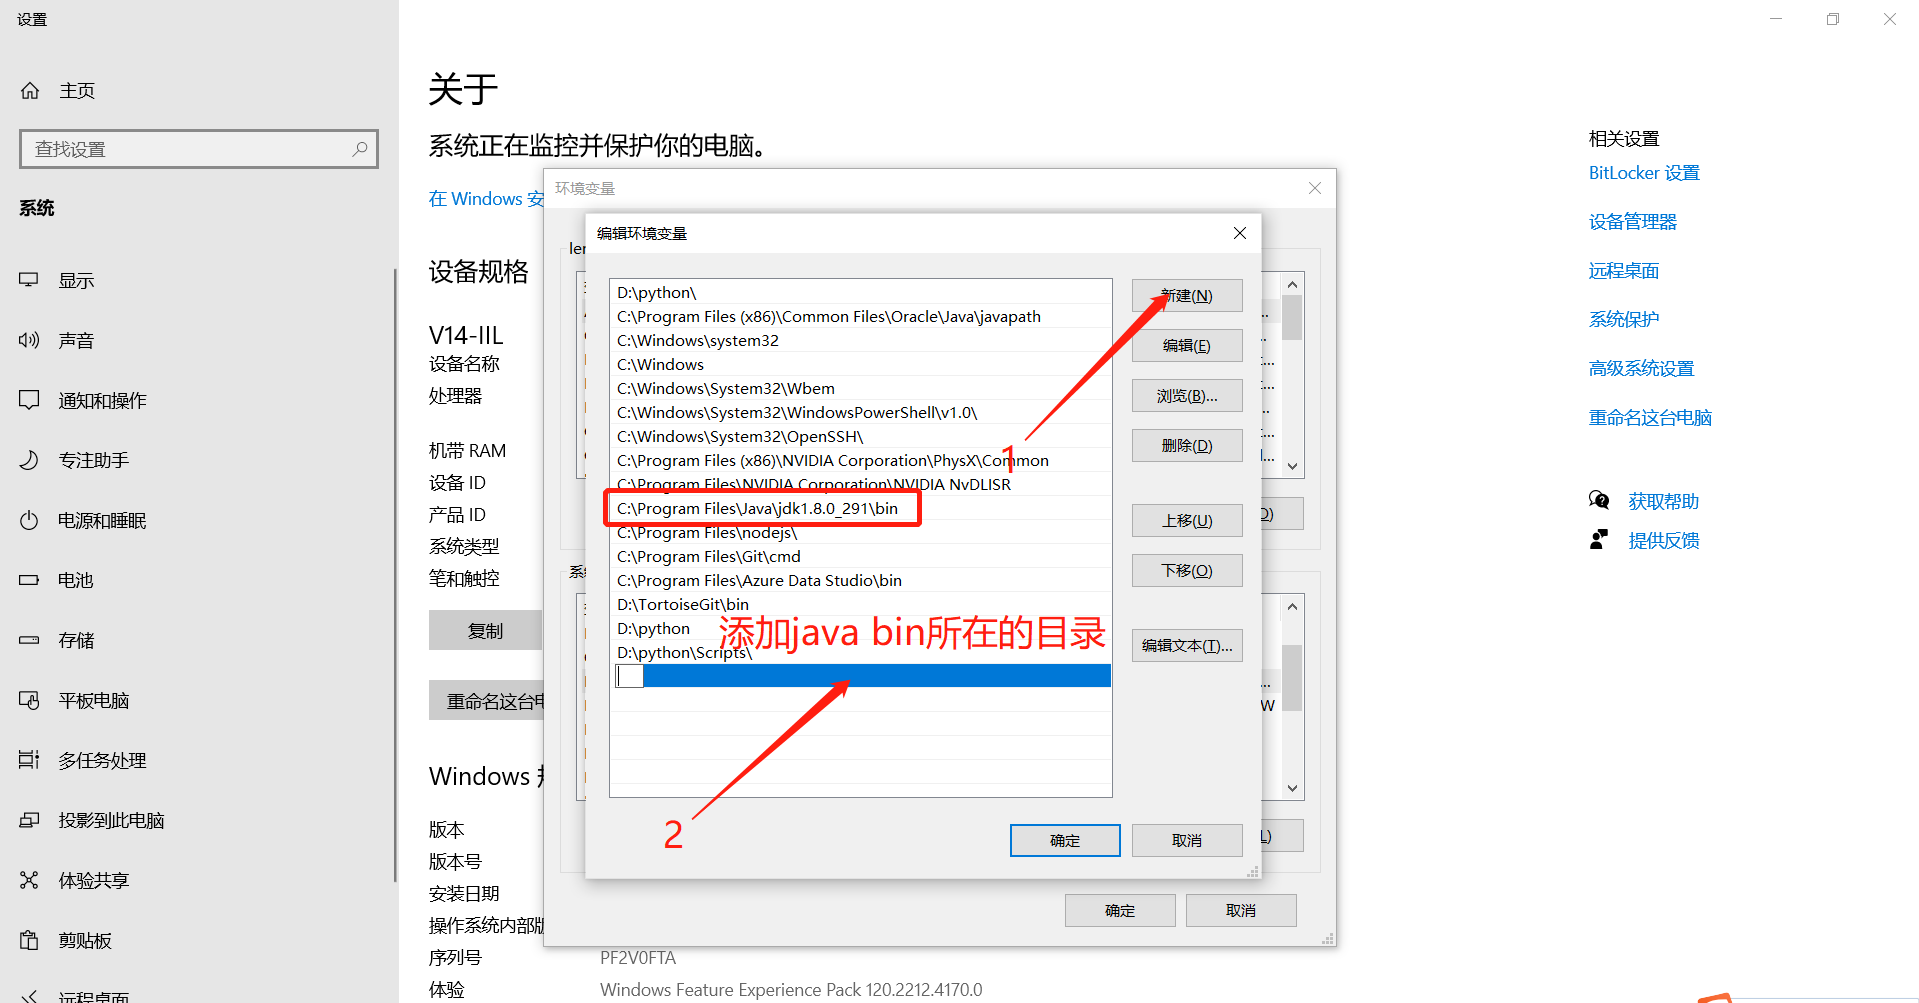 设置
主页
查找设置
系统
显示
声音
通知和操作
专注助手
电源和睡眠
电池
存储
平板电脑
多任务处理
投影到此电脑
体验共享
剪贴板
远程桌面
关于
系统正在监控并保护你的电脑。
在 Windows 安
设备规格
V14-IIL
设备名称
处理器
机带 RAM
设备 ID
产品 ID
系统类型
笔和触控
复制
重命名这台电
Windows 规
版本
版本号
安装日期
操作系统内部版
序列号
PF2V0FTA
体验
Windows Feature Experience Pack 120.2212.4170.0
环境变量
编辑环境变量
D:\python\
C:\Program Files (x86)\Common Files\Oracle\Java\javapath
C:\Windows\system32
C:\Windows
C:\Windows\System32\Wbem
C:\Windows\System32\WindowsPowerShell\v1.0\
C:\Windows\System32\OpenSSH\
C:\Program Files (x86)\NVIDIA Corporation\PhysX\Common
C:\Program Files\NVIDIA Corporation\NVIDIA NvDLISR
C:\Program Files\Java\jdk1.8.0_291\bin
C:\Program Files\nodejs\
C:\Program Files\Git\cmd
C:\Program Files\Azure Data Studio\bin
D:\TortoiseGit\bin
D:\python
D:\python\Scripts\
添加java bin所在的目录
1
2
新建(N)
编辑(E)
浏览(B)...
删除(D)
上移(U)
下移(O)
编辑文本(T)...
确定
取消
W
确定
取消
相关设置
BitLocker 设置
设备管理器
远程桌面
系统保护
高级系统设置
重命名这台电脑
获取帮助
提供反馈